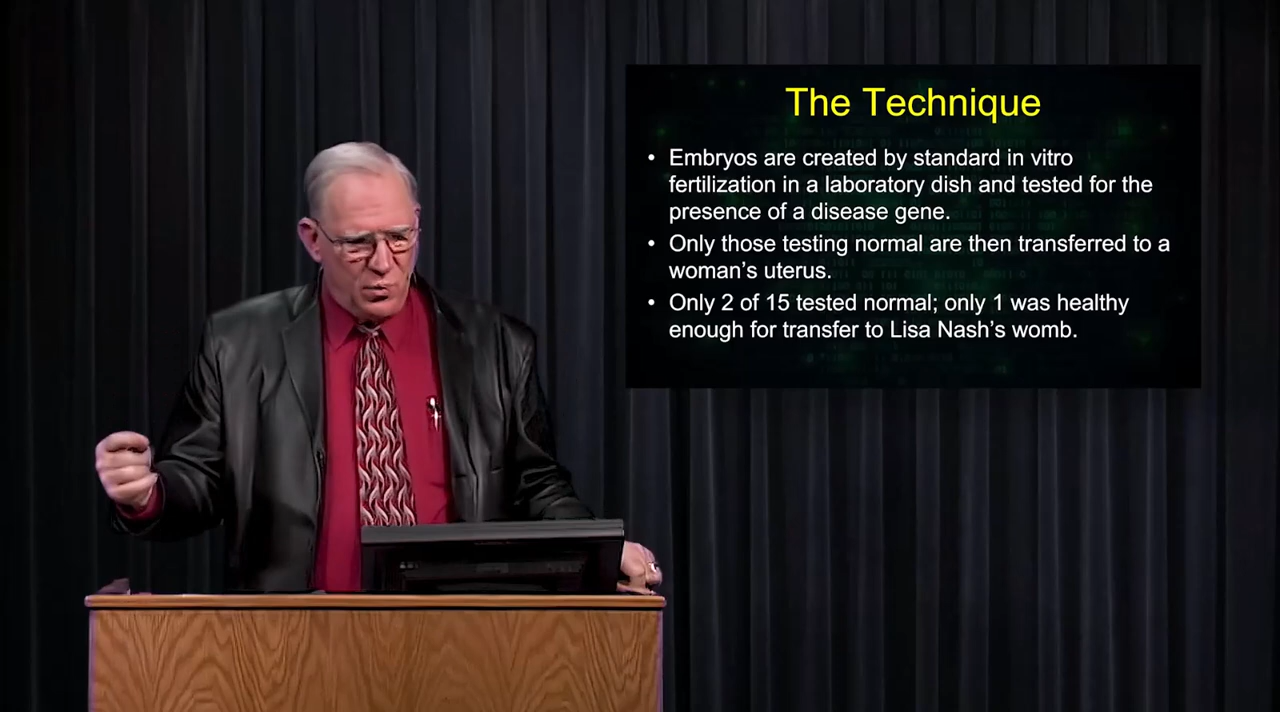 The Technique
• Embryos are created by standard in vitro
fertilization in a laboratory dish and tested for the
presence of a disease gene.
• Only those testing normal are then transferred to a
woman's uterus.
• Only 2 of 15 tested normal; only 1 was healthy
enough for transfer to Lisa Nash's womb.